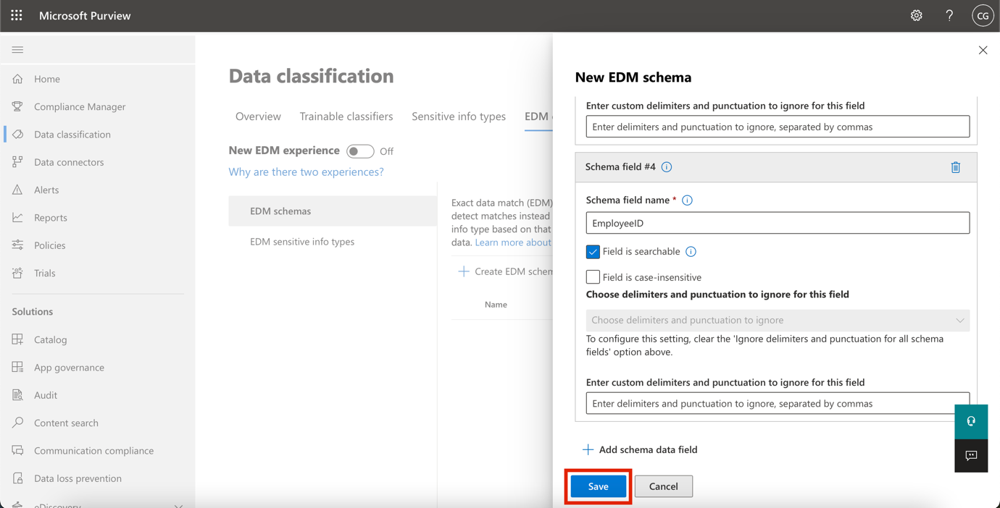 Microsoft Purview
CG
Home
Compliance Manager
Data classification
Data connectors
Alerts
Reports
Policies
Trials
Solutions
Catalog
App governance
Audit
Content search
Communication compliance
Data loss prevention
eDiscovery
Data classification
Overview
Trainable classifiers
Sensitive info types
EDM
New EDM experience
Off
Why are there two experiences?
EDM schemas
EDM sensitive info types
Exact data match (EDM)
detect matches instead
info type based on that
data. Learn more about
Create EDM schem
Name
New EDM schema
Enter custom delimiters and punctuation to ignore for this field
Enter delimiters and punctuation to ignore, separated by commas
Schema field #4
Schema field name *
EmployeeID
Field is searchable
Field is case-insensitive
Choose delimiters and punctuation to ignore for this field
Choose delimiters and punctuation to ignore
To configure this setting, clear the 'Ignore delimiters and punctuation for all schema
fields' option above.
Enter custom delimiters and punctuation to ignore for this field
Enter delimiters and punctuation to ignore, separated by commas
Add schema data field
Save
Cancel